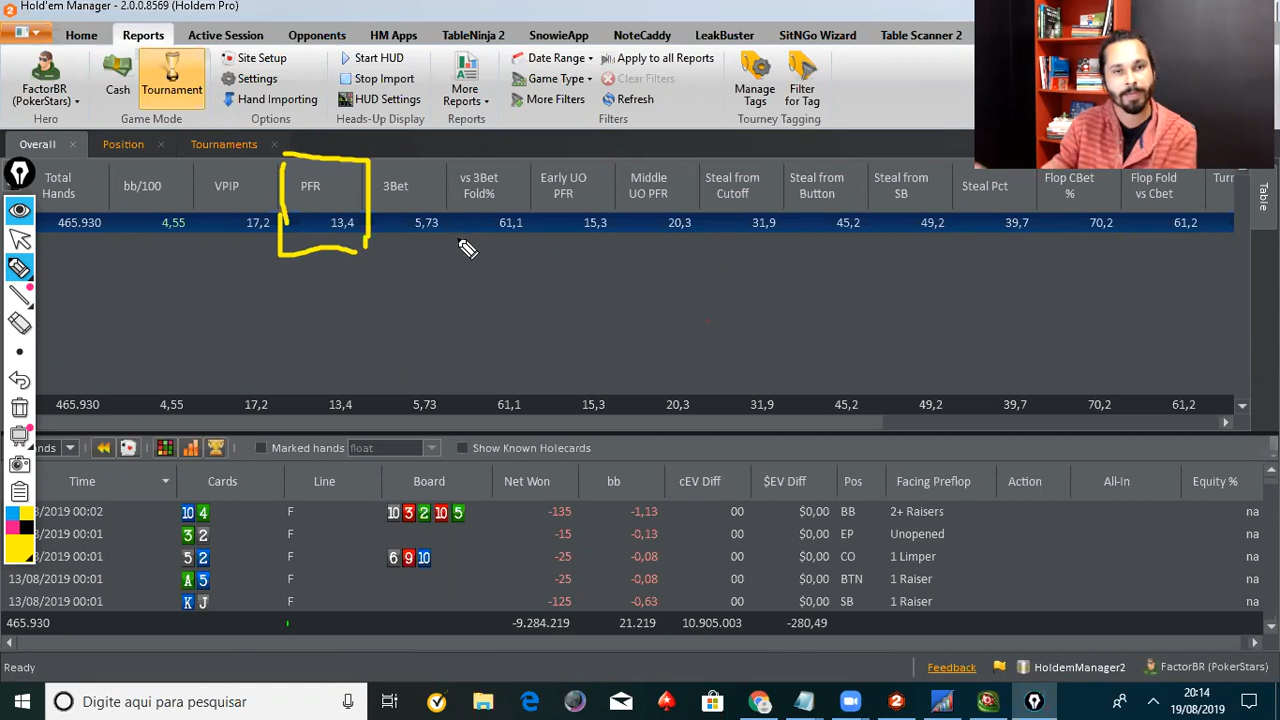 Hold'em Manager - 2.0.0.8569 (Holdem Pro)
Home Reports Active Session Opponents HM Apps TableNinja 2 SnowieApp NoteCaddy LeakBuster SitNGo Wizard Table Scanner 2
FactorBR (PokerStars)
Hero
Cash Tournament
Game Mode
Site Setup
Settings
Hand Importing
Options
Start HUD
Stop Import
HUD Settings
Heads-Up Display
More Reports
Reports
Date Range Apply to all Reports
Game Type Clear Filters
More Filters Refresh
Filters
Manage Tags Filter for Tag
Tourney Tagging
Overall Position Tournaments
Total Hands bb/100 VPIP PFR 3Bet vs 3Bet Fold% Early UO PFR Middle UO PFR Steal from Cutoff Steal from Button Steal from SB Steal Pct Flop CBet % Flop Fold vs Cbet
465.930 4,55 17,2 13,4 5,73 61,1 15,3 20,3 31,9 45,2 49,2 39,7 70,2 61,2
Table
465.930 4,55 17,2 13,4 5,73 61,1 15,3 20,3 31,9 45,2 49,2 39,7 70,2 61,2
Marked hands float Show Known Holecards
Time Cards Line Board Net Won bb cEV Diff $EV Diff Pos Facing Preflop Action All-In Equity %
/08/2019 00:02 10 4 F 10 3 2 10 5 -135 -1,13 00 $0,00 BB 2+ Raisers na
/08/2019 00:01 3 2 F -15 -0,13 00 $0,00 EP Unopened na
/08/2019 00:01 5 2 F 6 9 10 -25 -0,08 00 $0,00 CO 1 Limper na
13/08/2019 00:01 A 5 F -25 -0,08 00 $0,00 BTN 1 Raiser na
13/08/2019 00:01 K J F -125 -0,63 00 $0,00 SB 1 Raiser na
465.930 -9.284.219 21.219 10.905.003 -280,49
Ready Feedback HoldemManager2 FactorBR (PokerStars)
Digite aqui para pesquisar
20:14
19/08/2019